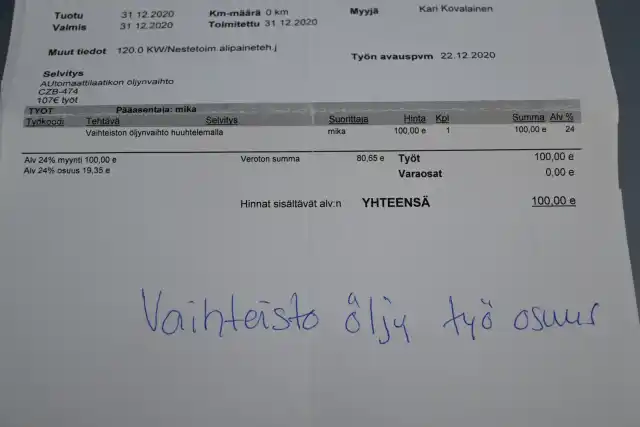 Tuotu 31 12.2020 Km-määrä 0 km Myyjä Kari Kovalainen
Valmis 31 12.2020 Toimitettu 31 12.2020
Muut tiedot 120.0 KW/Nestetoim.alipaineteh.j
Työn avauspvm 22.12.2020
Selvitys
AUtomaattilaatikon öljynvaihto
CZB-474
107€ työt
TYÖT Pääasentaja: mika
Työkoodi Tehtävä Selvitys Suorittaja Hinta Kpl Summa Alv %
Vaihteiston öljynvaihto huuhtelemalla mika 100,00 e 1 100,00 e 24
Alv 24% myynti 100,00 e Veroton summa 80,65 e Työt 100,00 e
Alv 24% osuus 19,35 e Varaosat 0,00 e
Hinnat sisältävät alv:n YHTEENSÄ 100,00 e
Vaihteisto öljy työ osuus